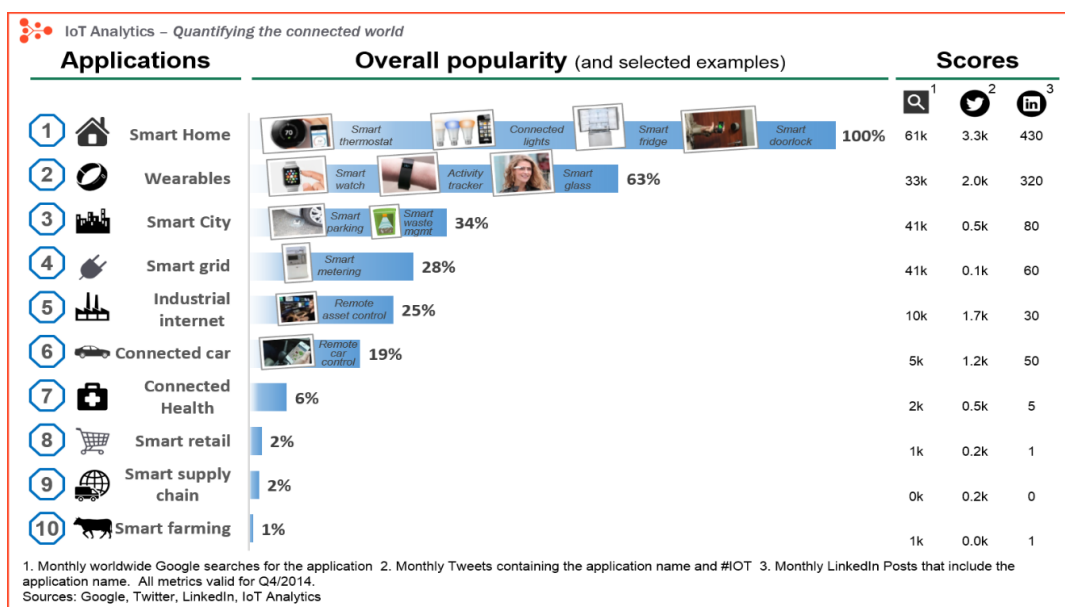 IoT Analytics – Quantifying the connected world
Applications
Overall popularity (and selected examples)
Scores
1
2
3
1
Smart Home
Smart
thermostat
Connected
lights
Smart
fridge
Smart
doorlock
100%
61k
3.3k
430
2
Wearables
Smart
watch
Activity
tracker
Smart
glass
63%
33k
2.0k
320
3
Smart City
Smart
parking
Smart
waste
mgmt
34%
41k
0.5k
80
4
Smart grid
Smart
metering
28%
41k
0.1k
60
5
Industrial
internet
Remote
asset control
25%
10k
1.7k
30
6
Connected car
Remote
car
control
19%
5k
1.2k
50
7
Connected
Health
6%
2k
0.5k
5
8
Smart retail
2%
1k
0.2k
1
9
Smart supply
chain
2%
0k
0.2k
0
10
Smart farming
1%
1k
0.0k
1
1. Monthly worldwide Google searches for the application 2. Monthly Tweets containing the application name and #IOT 3. Monthly LinkedIn Posts that include the
application name. All metrics valid for Q4/2014.
Sources: Google, Twitter, LinkedIn, IoT Analytics